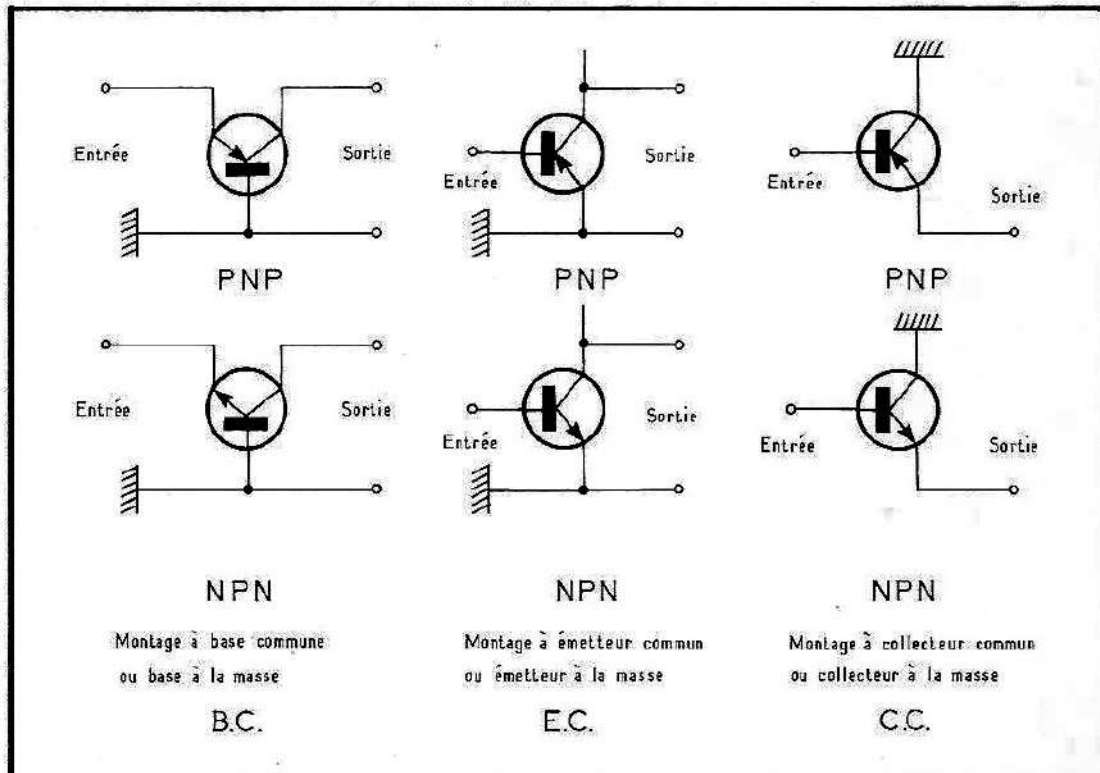 Entrée
Sortie
Entrée
Sortie
Entrée
Sortie
PNP
PNP
PNP
Entrée
Sortie
Entrée
Sortie
Entrée
Sortie
NPN
NPN
NPN
Montage à base commune
ou base à la masse
B.C.
Montage à émetteur commun
ou émetteur à la masse
E.C.
Montage à collecteur commun
ou collecteur à la masse
C.C.